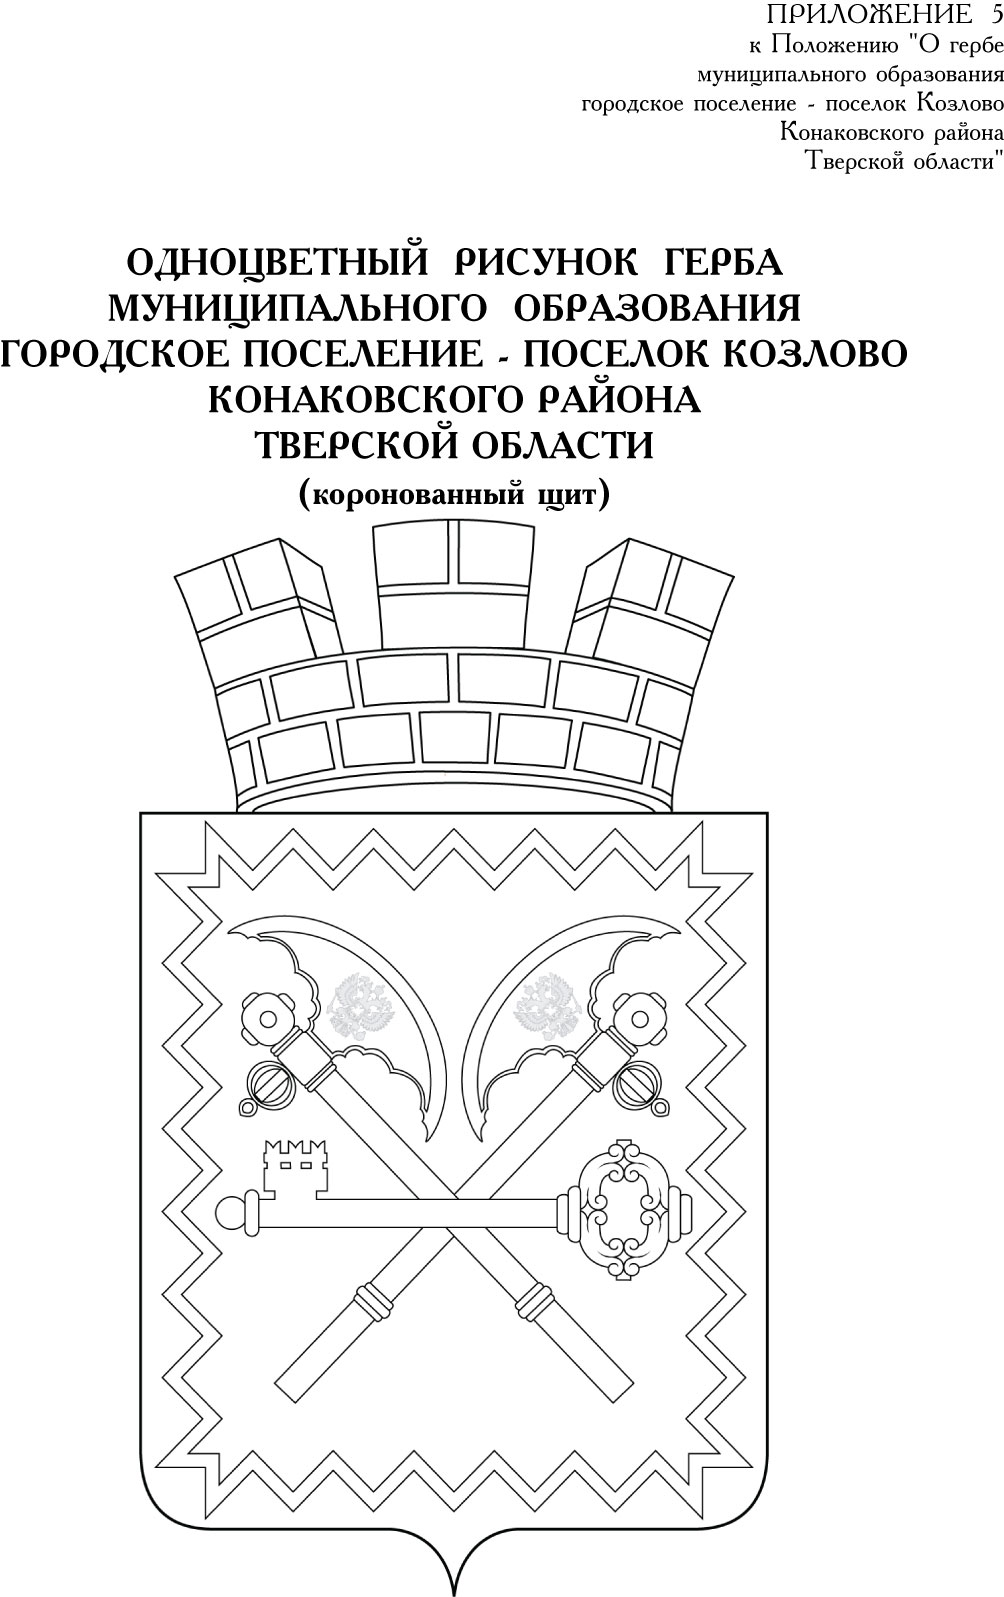 ПРИЛОЖЕНИЕ 5
к Положению "О гербе
муниципального образования
городское поселение - поселок Козлово
Конаковского района
Тверской области"
ОДНОЦВЕТНЫЙ РИСУНОК ГЕРБА
МУНИЦИПАЛЬНОГО ОБРАЗОВАНИЯ
ГОРОДСКОЕ ПОСЕЛЕНИЕ - ПОСЕЛОК КОЗЛОВО
КОНАКОВСКОГО РАЙОНА
ТВЕРСКОЙ ОБЛАСТИ
(коронованный щит)